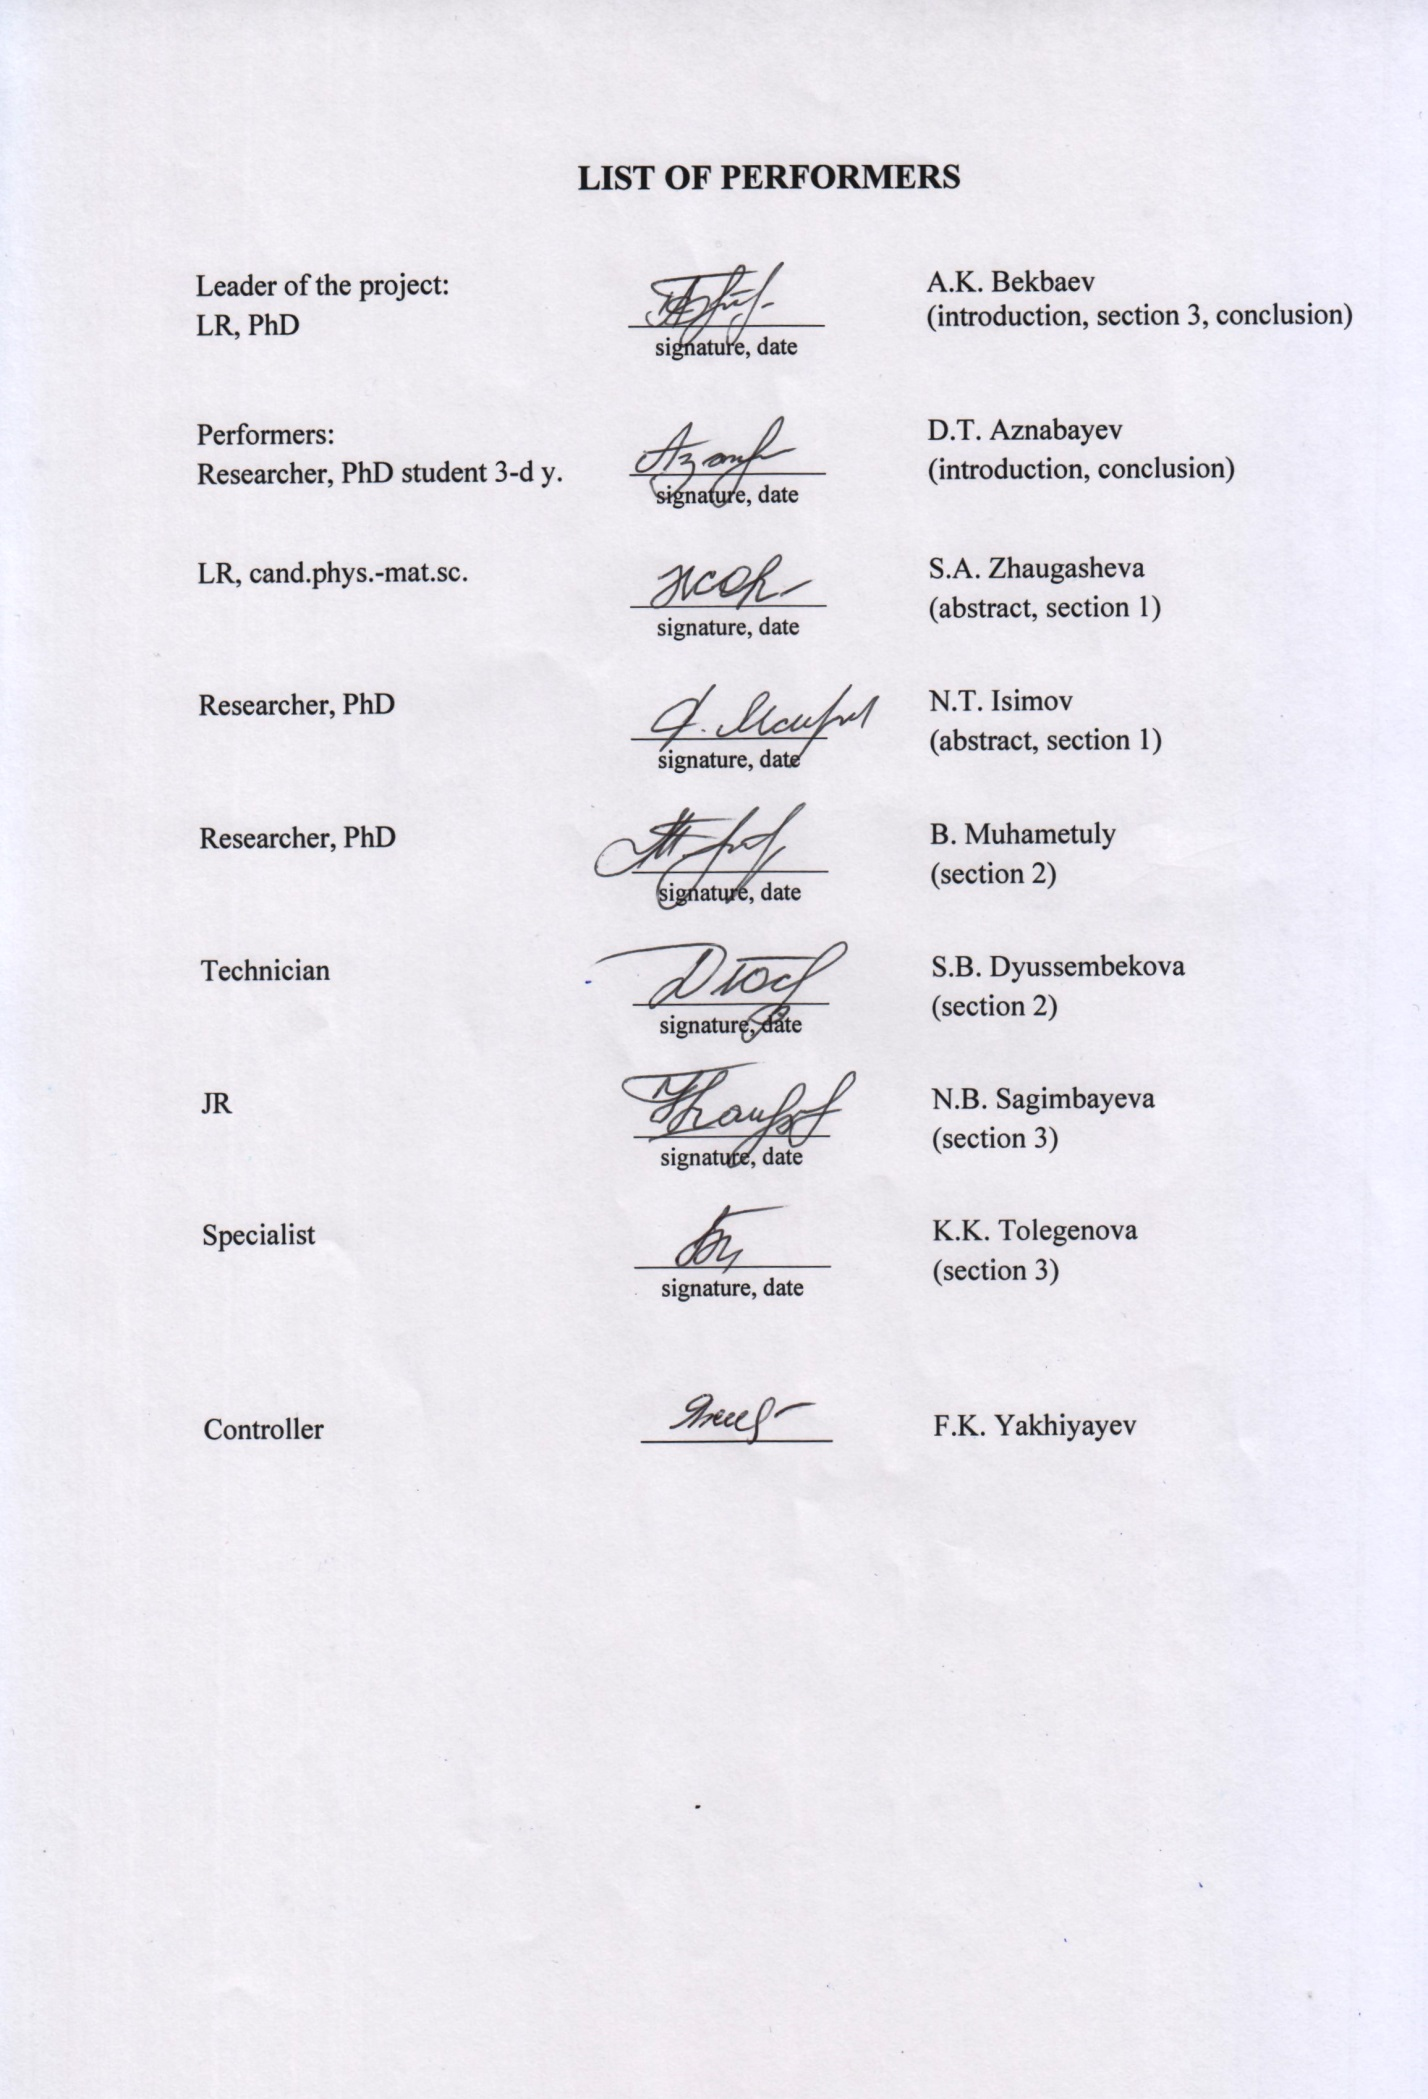 LIST OF PERFORMERS
Leader of the project:
LR, PhD
signature, date
A.K. Bekbaev
(introduction, section 3, conclusion)
Performers:
Researcher, PhD student 3-d y.
signature, date
D.T. Aznabayev
(introduction, conclusion)
LR, cand.phys.-mat.sc.
signature, date
S.A. Zhaugasheva
(abstract, section 1)
Researcher, PhD
signature, date
N.T. Isimov
(abstract, section 1)
Researcher, PhD
signature, date
B. Muhametuly
(section 2)
Technician
signature, date
S.B. Dyussembekova
(section 2)
JR
signature, date
N.B. Sagimbayeva
(section 3)
Specialist
signature, date
K.K. Tolegenova
(section 3)
Controller
F.K. Yakhiyayev